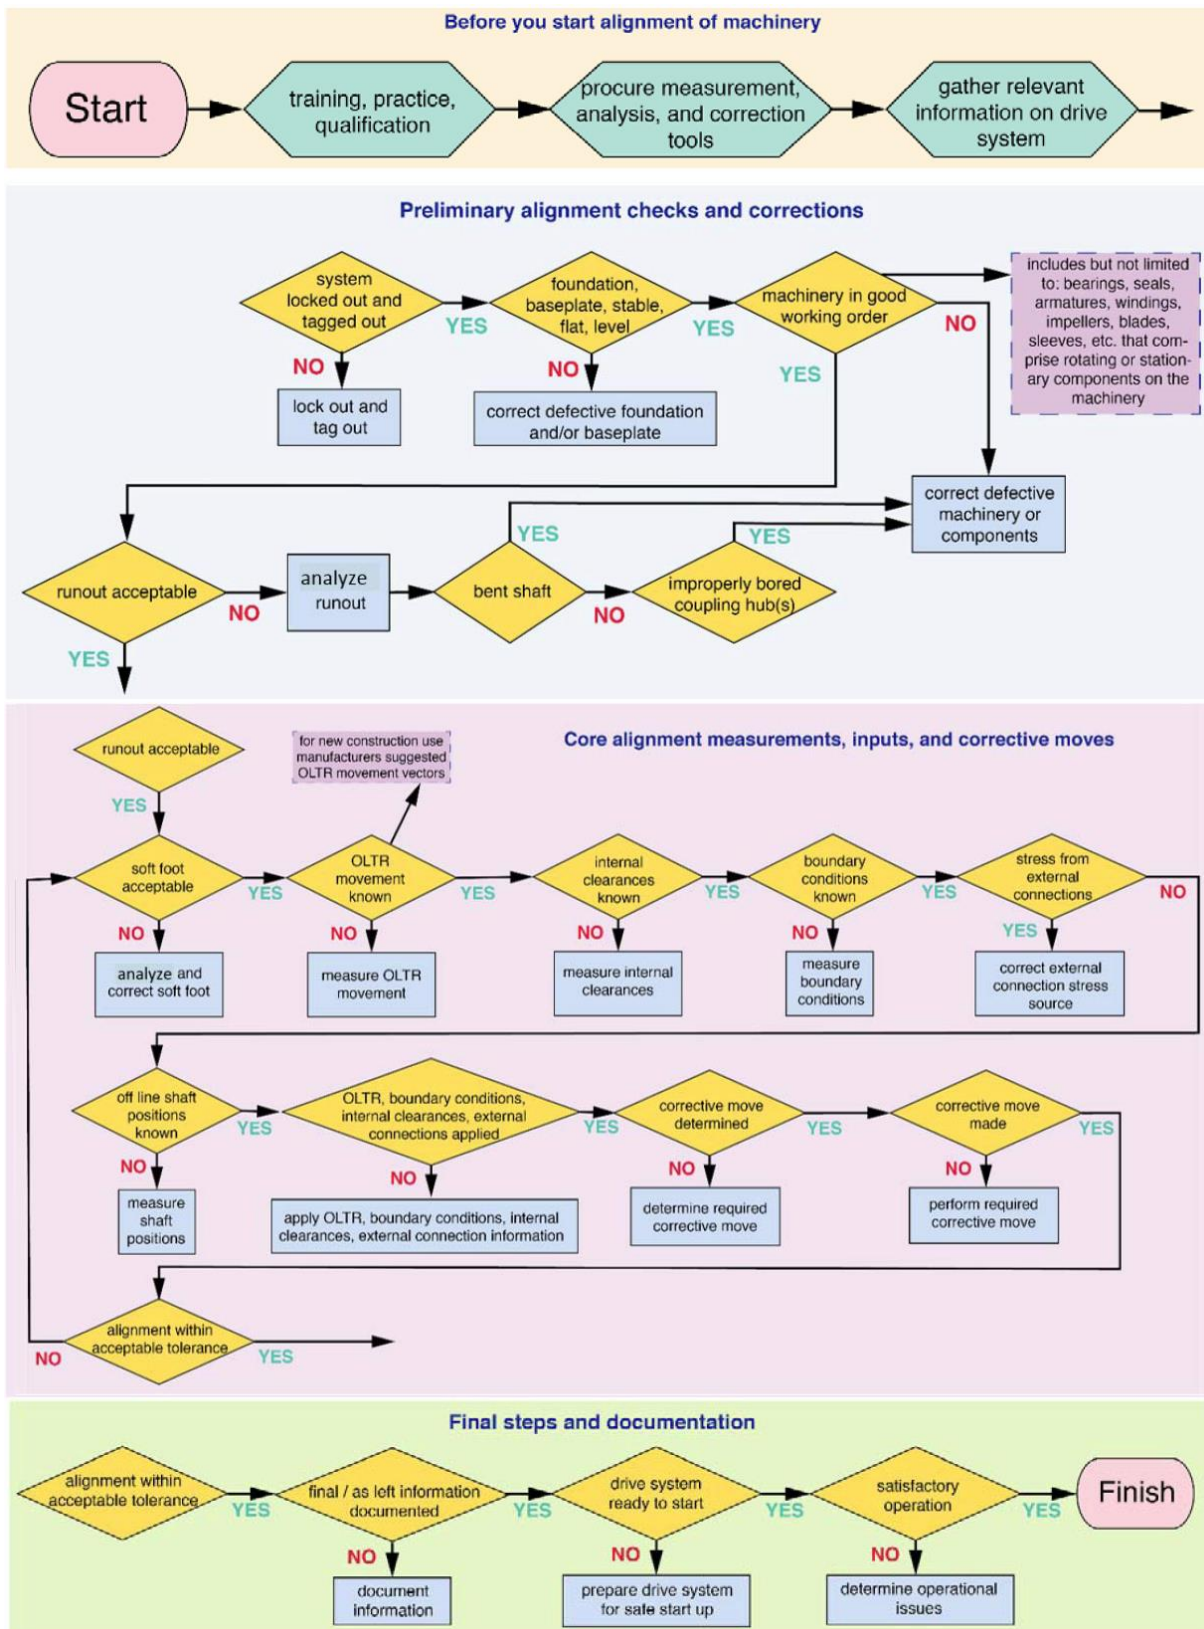 Before you start alignment of machinery
Start
training, practice,
qualification
procure measurement,
analysis, and correction
tools
gather relevant
information on drive
system
Preliminary alignment checks and corrections
system
locked out and
tagged out
YES
NO
lock out and
tag out
foundation,
baseplate, stable,
flat, level
YES
NO
correct defective foundation
and/or baseplate
machinery in good
working order
NO
YES
includes but not limited
to: bearings, seals,
armatures, windings,
impellers, blades,
sleeves, etc. that com-
prise rotating or station-
ary components on the
machinery
correct defective
machinery or
components
runout acceptable
NO
YES
analyze
runout
bent shaft
YES
NO
improperly bored
coupling hub(s)
YES
Core alignment measurements, inputs, and corrective moves
runout acceptable
YES
for new construction use
manufacturers suggested
OLTR movement vectors
soft foot
acceptable
YES
NO
analyze and
correct soft foot
OLTR
movement
known
YES
NO
measure OLTR
movement
internal
clearances
known
YES
NO
measure internal
clearances
boundary
conditions
known
YES
NO
measure
boundary
conditions
stress from
external
connections
NO
YES
correct external
connection stress
source
off line shaft
positions
known
YES
NO
measure
shaft
positions
OLTR, boundary conditions,
internal clearances, external
connections applied
YES
NO
apply OLTR, boundary conditions, internal
clearances, external connection information
corrective move
determined
YES
NO
determine required
corrective move
corrective move
made
YES
NO
perform required
corrective move
alignment within
acceptable tolerance
NO
YES
Final steps and documentation
alignment within
acceptable tolerance
YES
final / as left information
documented
YES
NO
document
information
drive system
ready to start
YES
NO
prepare drive system
for safe start up
satisfactory
operation
YES
NO
determine operational
issues
Finish